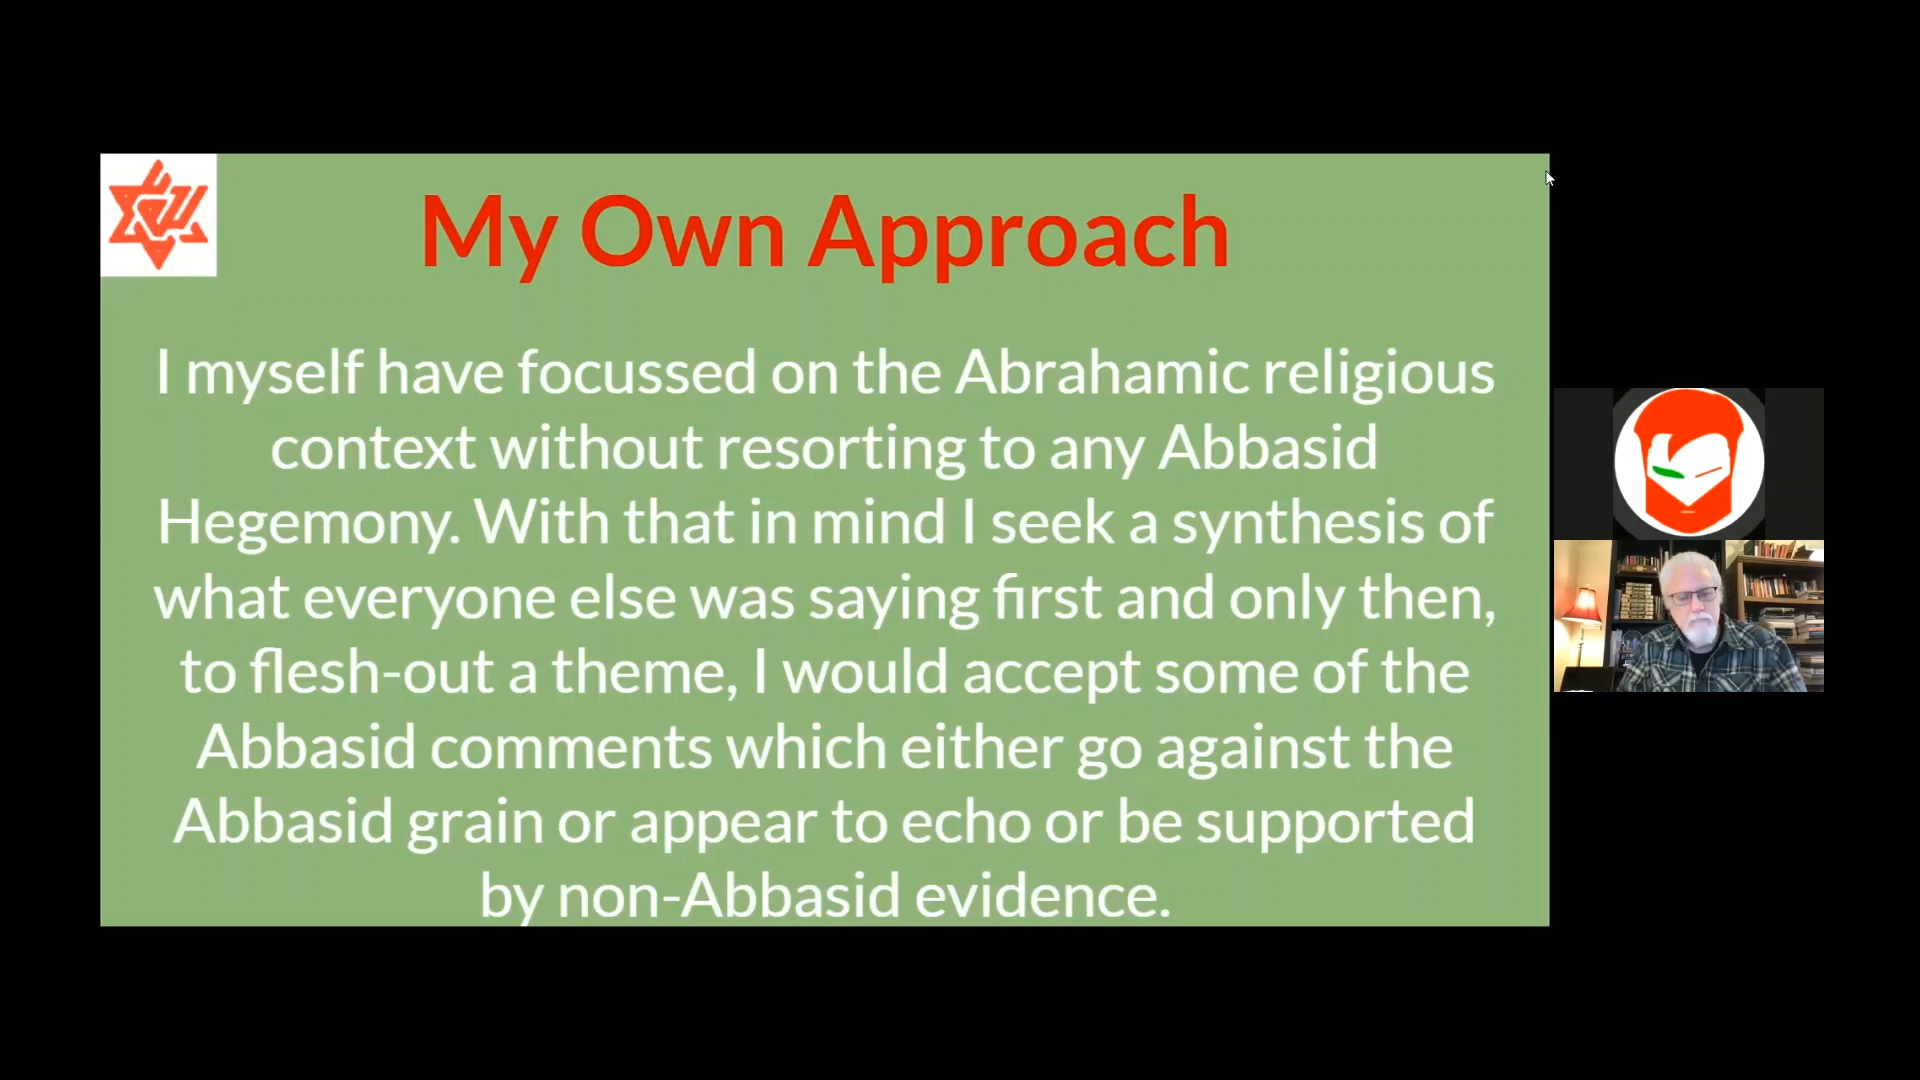 My Own Approach
I myself have focussed on the Abrahamic religious
context without resorting to any Abbasid
Hegemony. With that in mind I seek a synthesis of
what everyone else was saying first and only then,
to flesh-out a theme, I would accept some of the
Abbasid comments which either go against the
Abbasid grain or appear to echo or be supported
by non-Abbasid evidence.